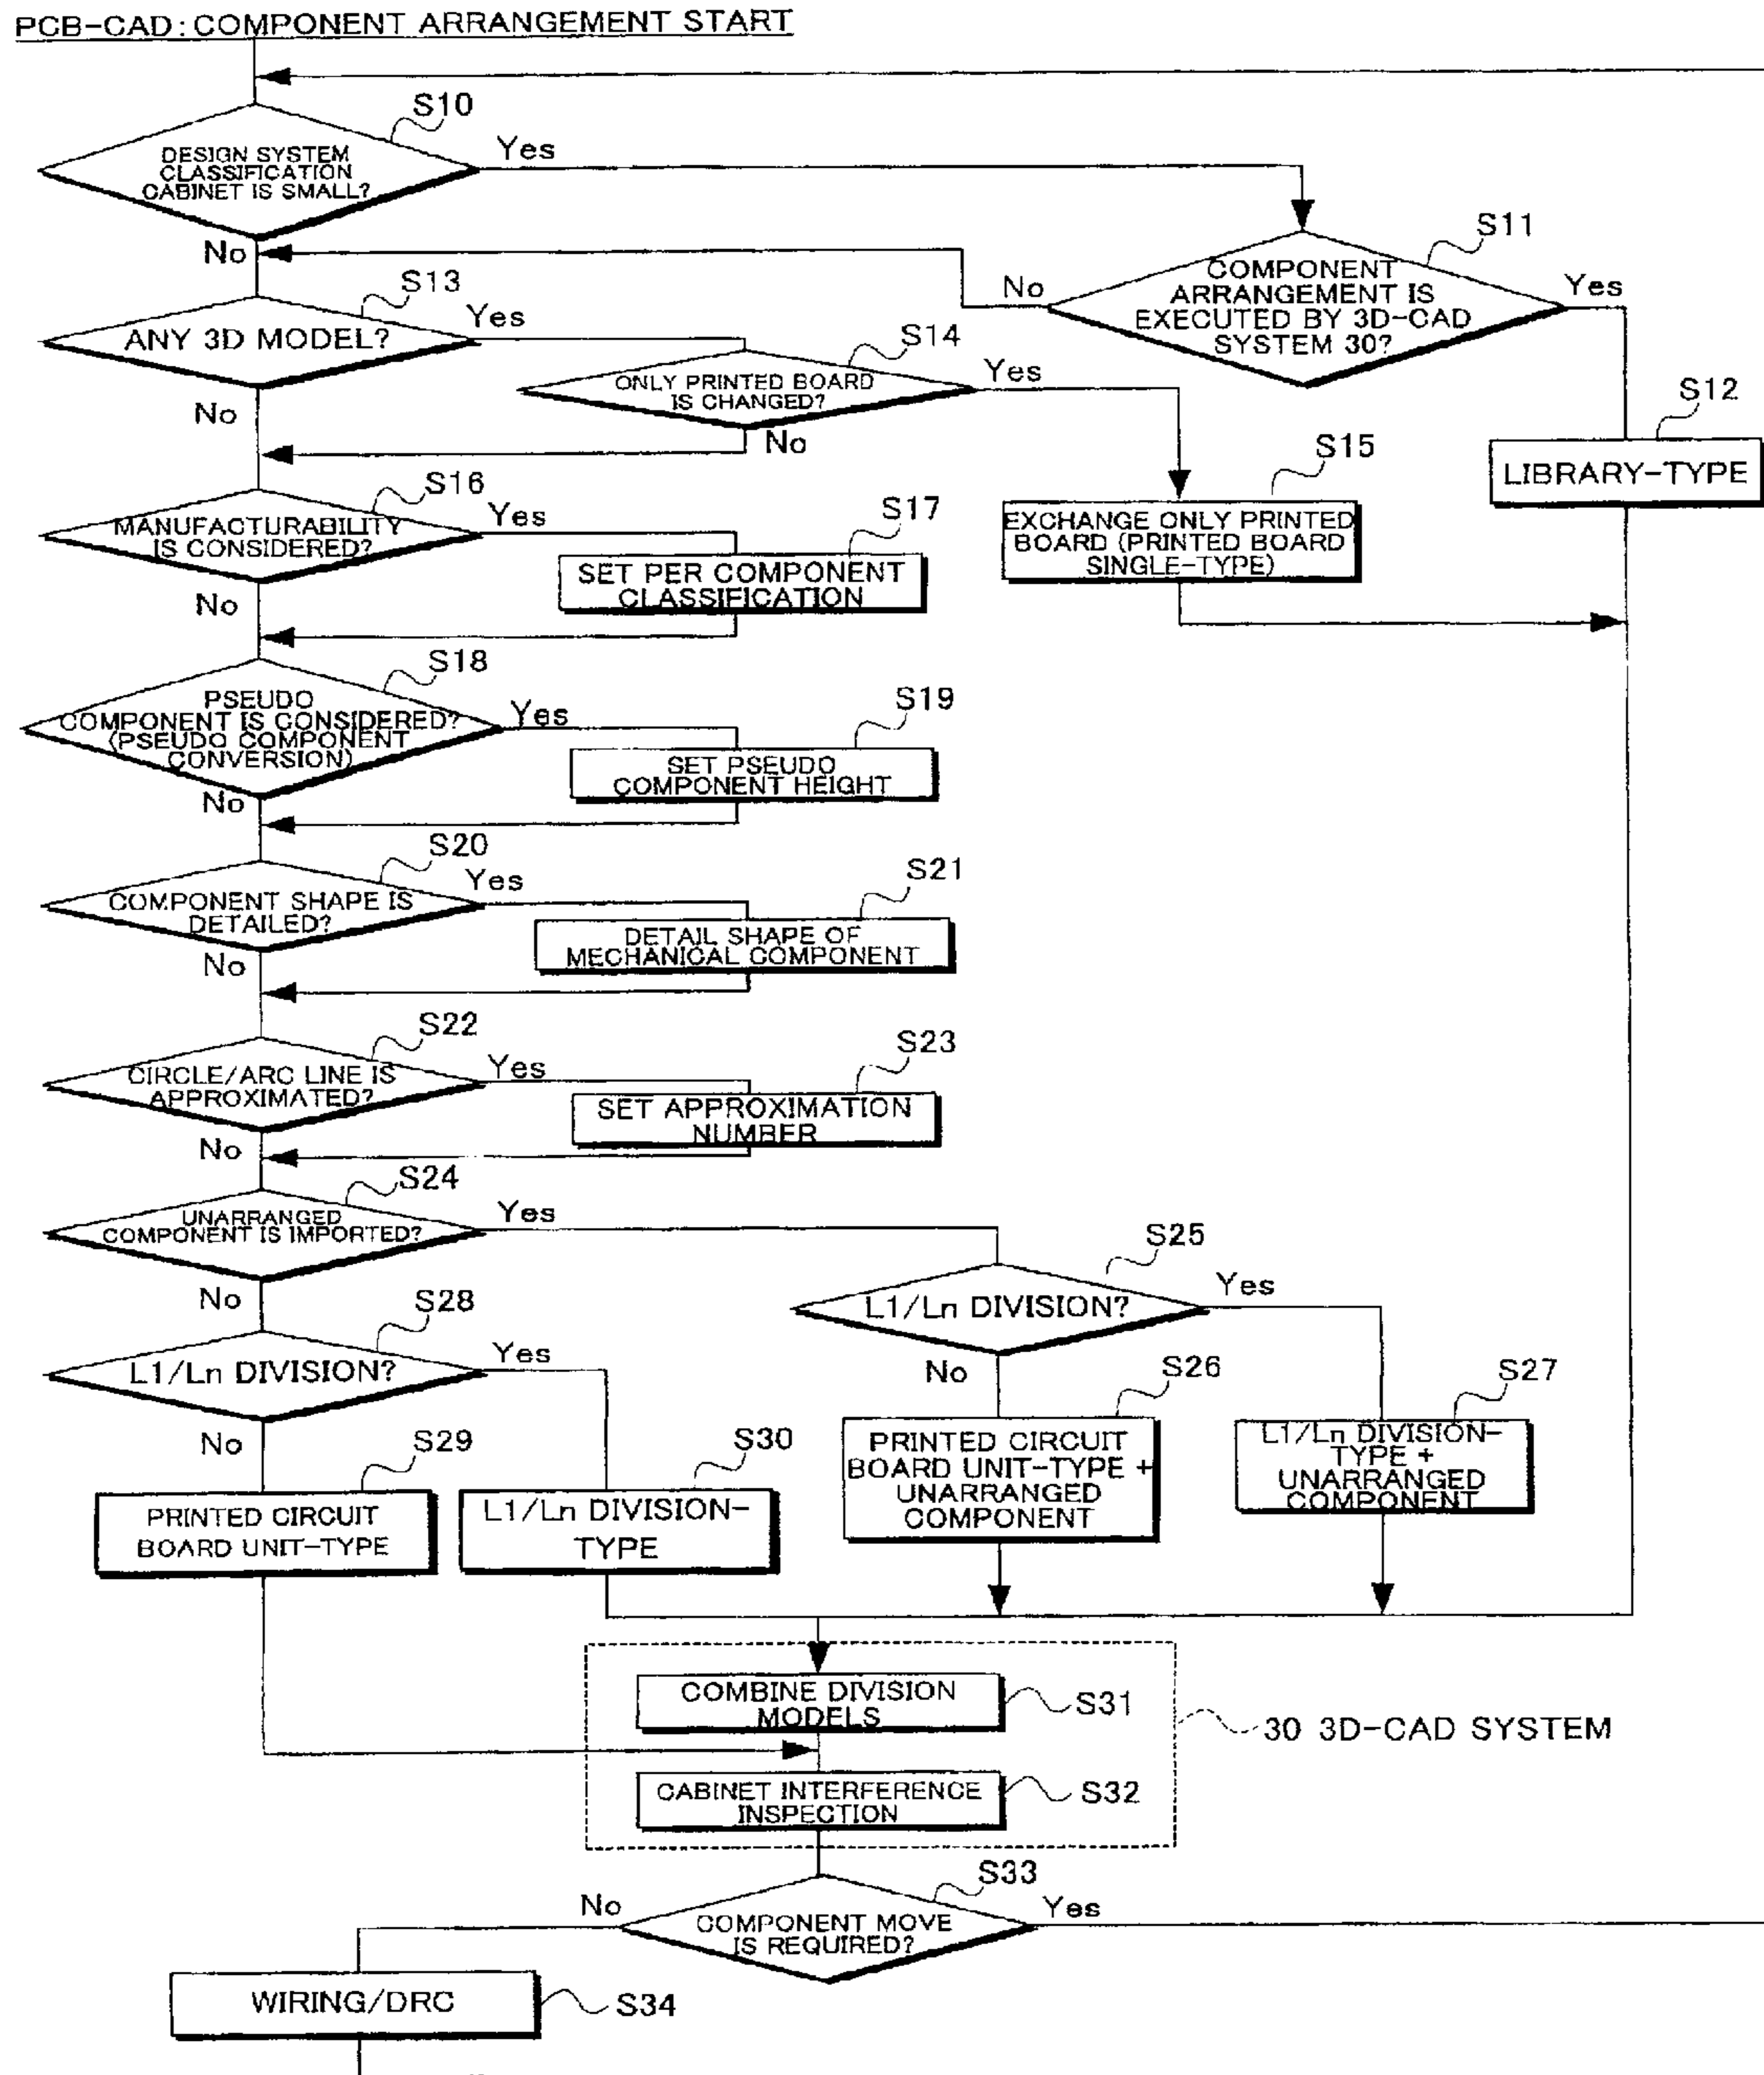 PCB-CAD:COMPONENT ARRANGEMENT START
S10
DESIGN SYSTEM
CLASSIFICATION
CABINET IS SMALL?
Yes
No
S11
COMPONENT
ARRANGEMENT IS
EXECUTED BY 3D-CAD
SYSTEM 30?
No
Yes
S12
LIBRARY-TYPE
S13
ANY 3D MODEL?
Yes
No
S14
ONLY PRINTED BOARD
IS CHANGED?
Yes
No
S15
EXCHANGE ONLY PRINTED
BOARD (PRINTED BOARD
SINGLE-TYPE)
S16
MANUFACTURABILITY
IS CONSIDERED?
Yes
No
S17
SET PER COMPONENT
CLASSIFICATION
S18
PSEUDO
COMPONENT IS CONSIDERED?
(PSEUDO COMPONENT
CONVERSION)
Yes
No
S19
SET PSEUDO
COMPONENT HEIGHT
S20
COMPONENT SHAPE IS
DETAILED?
Yes
No
S21
DETAIL SHAPE OF
MECHANICAL COMPONENT
S22
CIRCLE/ARC LINE IS
APPROXIMATED?
Yes
No
S23
SET APPROXIMATION
NUMBER
S24
UNARRANGED
COMPONENT IS IMPORTED?
Yes
No
S25
L1/Ln DIVISION?
Yes
No
S26
PRINTED CIRCUIT
BOARD UNIT-TYPE +
UNARRANGED
COMPONENT
S27
L1/Ln DIVISION-
TYPE +
UNARRANGED
COMPONENT
S28
L1/Ln DIVISION?
Yes
No
S29
PRINTED CIRCUIT
BOARD UNIT-TYPE
S30
L1/Ln DIVISION-
TYPE
COMBINE DIVISION
MODELS
S31
30 3D-CAD SYSTEM
CABINET INTERFERENCE
INSPECTION
S32
S33
COMPONENT MOVE
IS REQUIRED?
No
Yes
WIRING/DRC
S34